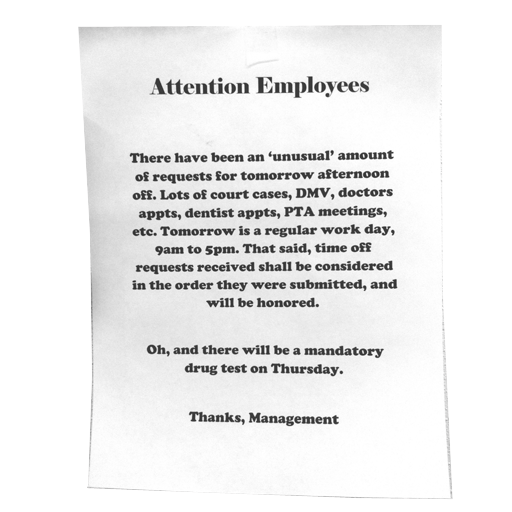 Attention Employees
There have been an ‘unusual’ amount
of requests for tomorrow afternoon
off. Lots of court cases, DMV, doctors
appts, dentist appts, PTA meetings,
etc. Tomorrow is a regular work day,
9am to 5pm. That said, time off
requests received shall be considered
in the order they were submitted, and
will be honored.
Oh, and there will be a mandatory
drug test on Thursday.
Thanks, Management